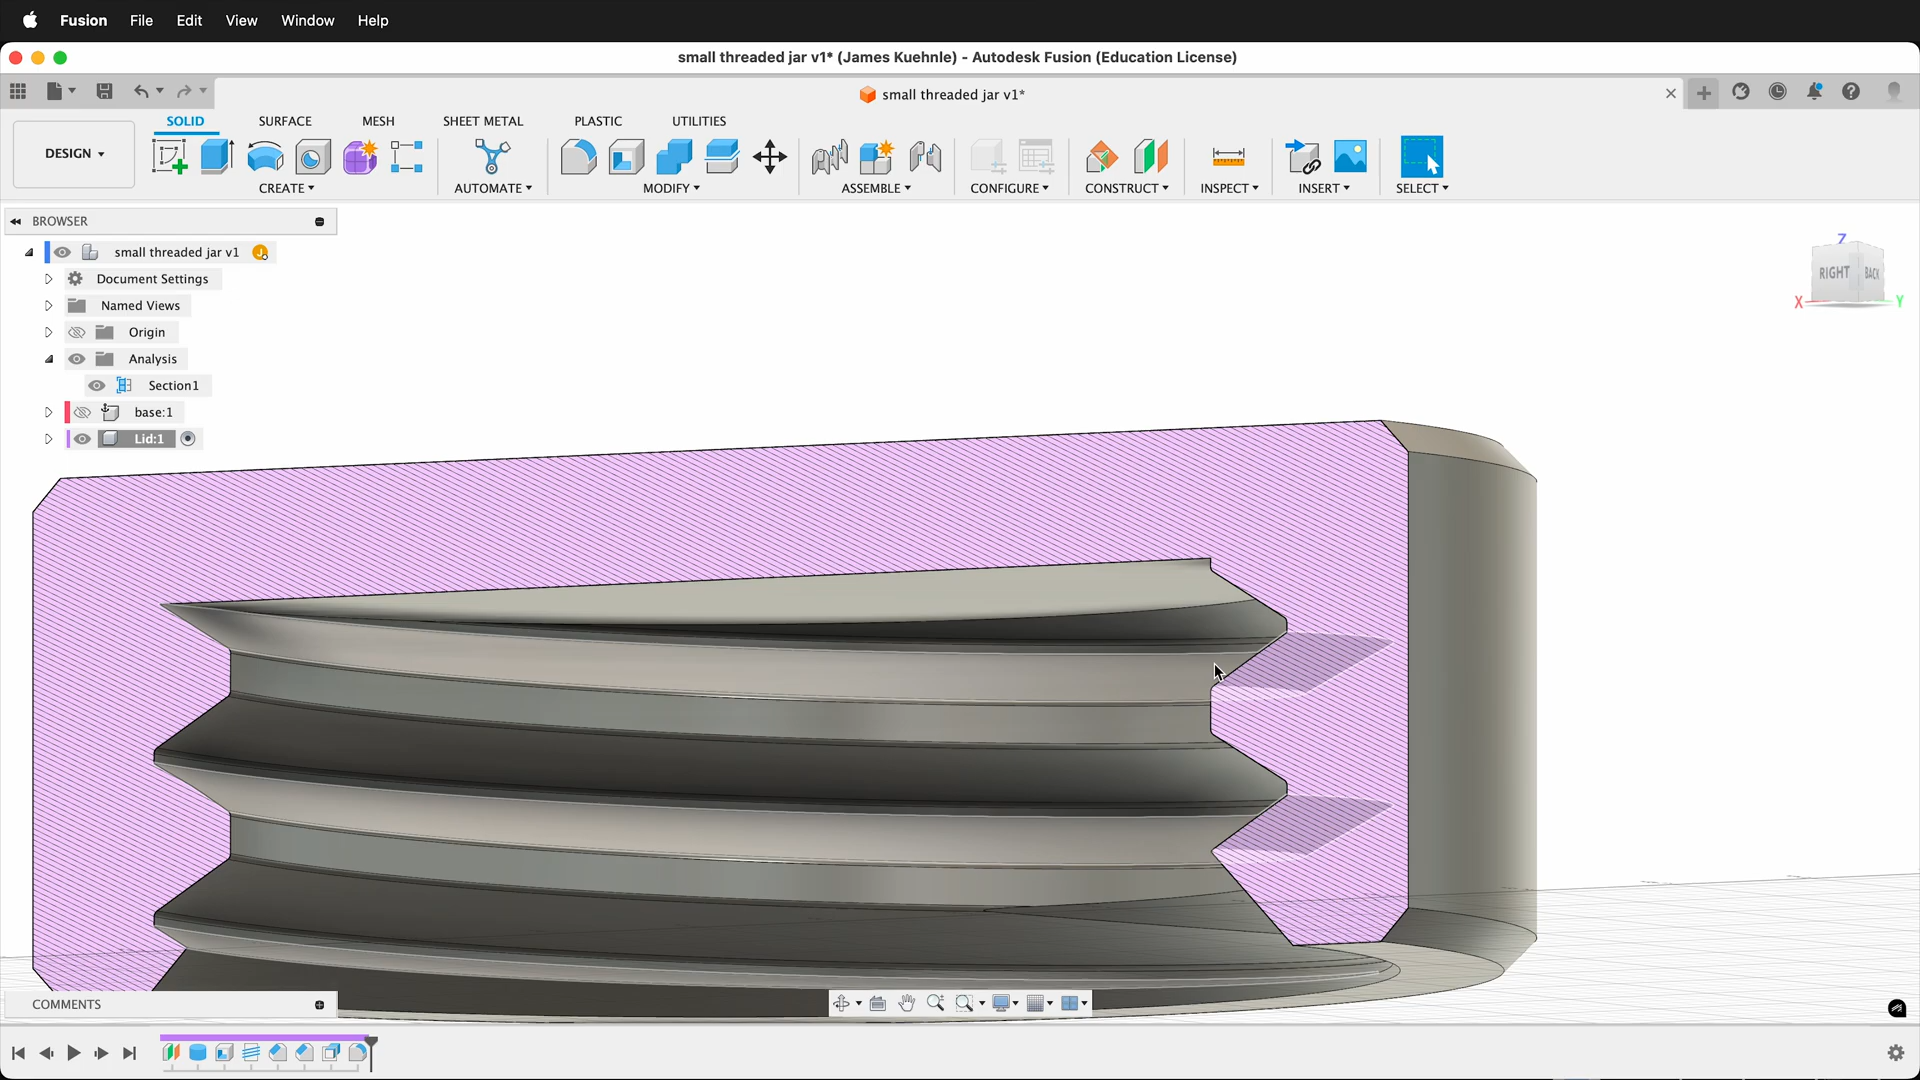 Fusion File Edit View Window Help
small threaded jar v1* (James Kuehnle) - Autodesk Fusion (Education License)
small threaded jar v1*
SOLID SURFACE MESH SHEET METAL PLASTIC UTILITIES
DESIGN
CREATE AUTOMATE MODIFY ASSEMBLE CONFIGURE CONSTRUCT INSPECT INSERT SELECT
BROWSER
small threaded jar v1
Document Settings
Named Views
Origin
Analysis
Section1
base:1
Lid:1
Z
RIGHT BACK
X Y
COMMENTS